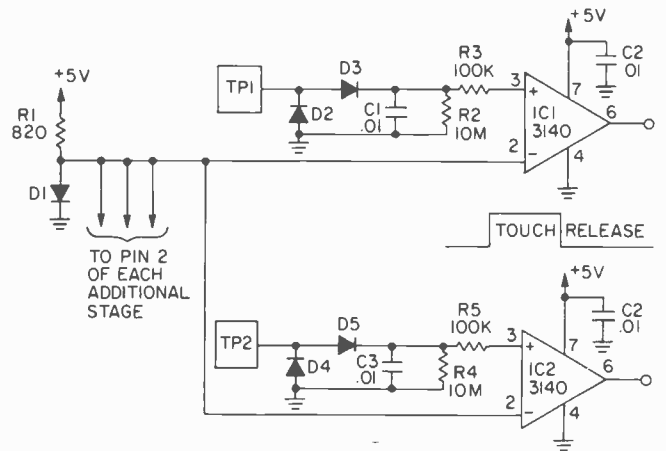 +5V
R1
820
D1
TO PIN 2
OF EACH
ADDITIONAL
STAGE
TP1
D3
D2
C1
.01
R3
100K
R2
10M
3
+
2
−
IC1
3140
7
6
4
+5V
C2
.01
TOUCH RELEASE
TP2
D5
D4
C3
.01
R5
100K
R4
10M
3
+
2
−
IC2
3140
7
6
4
+5V
C2
.01